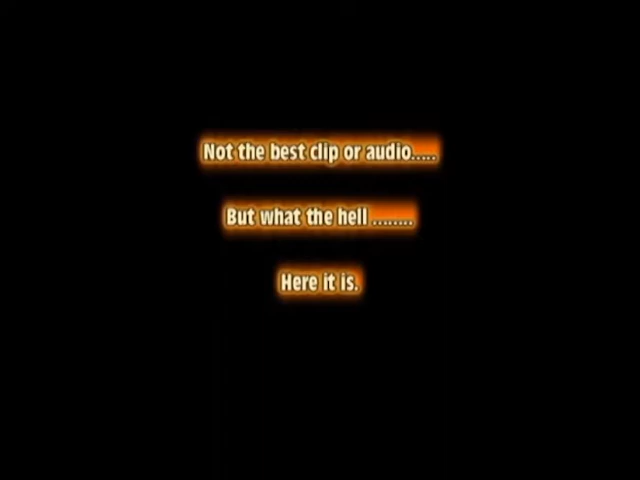 Not the best clip or audio.....
But what the hell ........
Here it is.